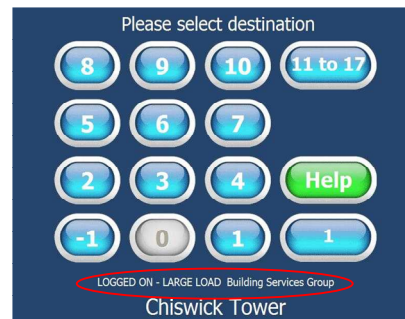 Please select destination
8 9 10 11 to 17
5 6 7
2 3 4 Help
-1 0 1 1
LOGGED ON - LARGE LOAD Building Services Group
Chiswick Tower